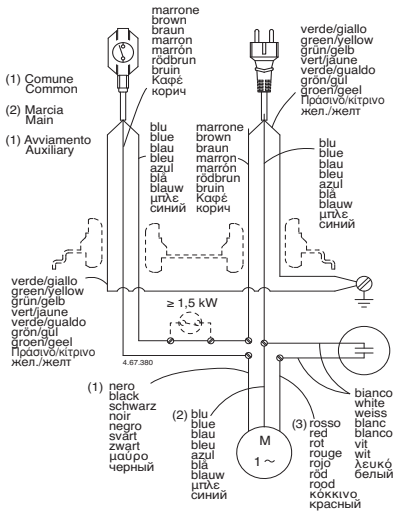 marrone
brown
braun
marron
marrón
rödbrun
bruin
Καφέ
корич
verde/giallo
green/yellow
grün/gelb
vert/jaune
verde/gualdo
grön/gul
groen/geel
Πράσινο/κίτρινο
жел./желт
(1) Comune
Common
(2) Marcia
Main
(1) Avviamento
Auxiliary
blu
blue
blau
bleu
azul
blå
blauw
μπλε
синий
marrone
brown
braun
marron
marrón
rödbrun
bruin
Καφέ
корич
blu
blue
blau
bleu
azul
blå
blauw
μπλε
синий
verde/giallo
green/yellow
grün/gelb
vert/jaune
verde/gualdo
grön/gul
groen/geel
Πράσινο/κίτρινο
жел./желт
≥ 1,5 kW
4.67.380
(1) nero
black
schwarz
noir
negro
svart
zwart
μαύρο
черный
(2) blu
blue
blau
bleu
azul
blå
blauw
μπλε
синий
M
1 ~
(3) rosso
red
rot
rouge
rojo
röd
rood
κόκκινο
красный
bianco
white
weiss
blanc
blanco
vit
wit
λευκό
белый